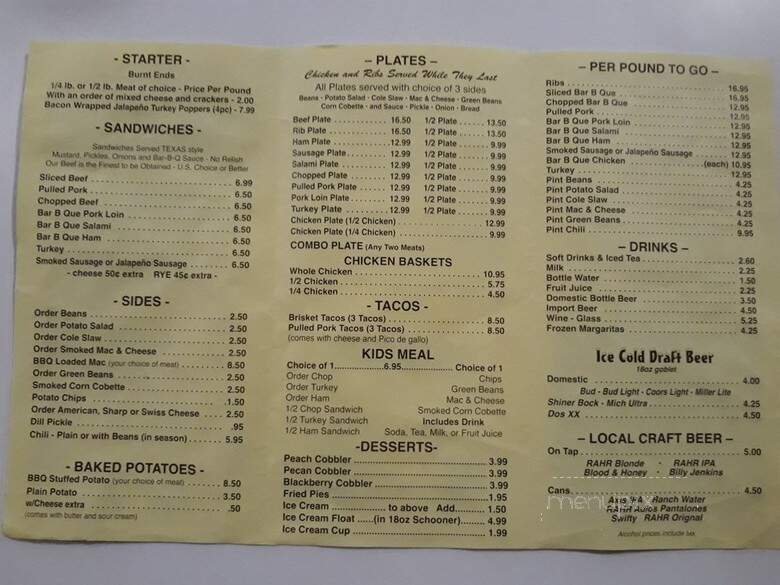 - STARTER -
Burnt Ends
1/4 lb. or 1/2 lb. Meat of choice - Price Per Pound
With an order of mixed cheese and crackers - 2.00
Bacon Wrapped Jalapeño Turkey Poppers (4pc) - 7.99
- SANDWICHES -
Sandwiches Served TEXAS style
Mustard, Pickles, Onions and Bar-B-Q Sauce - No Relish
Our Beef is the Finest to be Obtained - U.S. Choice or Better
Sliced Beef 6.99
Pulled Pork 6.50
Chopped Beef 6.50
Bar B Que Pork Loin 6.50
Bar B Que Salami 6.50
Bar B Que Ham 6.50
Turkey 6.50
Smoked Sausage or Jalapeño Sausage 6.50
- cheese 50¢ extra RYE 45¢ extra -
- SIDES -
Order Beans 2.50
Order Potato Salad 2.50
Order Cole Slaw 2.50
Order Smoked Mac & Cheese 2.50
BBQ Loaded Mac (your choice of meat) 8.50
Order Green Beans 2.50
Smoked Corn Cobette 2.50
Potato Chips .1.50
Order American, Sharp or Swiss Cheese 2.50
Dill Pickle .95
Chili - Plain or with Beans (in season) 5.95
- BAKED POTATOES -
BBQ Stuffed Potato (your choice of meat) 8.50
Plain Potato 3.50
w/Cheese extra .50
(comes with butter and sour cream)
– PLATES –
Chicken and Ribs Served While They Last
All Plates served with choice of 3 sides
Beans - Potato Salad - Cole Slaw - Mac & Cheese - Green Beans
Corn Cobette - and Sauce - Pickle - Onion - Bread
Beef Plate 16.50 1/2 Plate 13.50
Rib Plate 16.50 1/2 Plate 13.50
Ham Plate 12.99 1/2 Plate 9.99
Sausage Plate 12.99 1/2 Plate 9.99
Salami Plate 12.99 1/2 Plate 9.99
Chopped Plate 12.99 1/2 Plate 9.99
Pulled Pork Plate 12.99 1/2 Plate 9.99
Pork Loin Plate 12.99 1/2 Plate 9.99
Turkey Plate 12.99 1/2 Plate 9.99
Chicken Plate (1/2 Chicken) 12.99
Chicken Plate (1/4 Chicken) 9.99
COMBO PLATE (Any Two Meats)
CHICKEN BASKETS
Whole Chicken 10.95
1/2 Chicken 5.75
1/4 Chicken 4.50
- TACOS -
Brisket Tacos (3 Tacos) 8.50
Pulled Pork Tacos (3 Tacos) 8.50
(comes with cheese and Pico de gallo)
KIDS MEAL
Choice of 1 6.95 Choice of 1
Order Chop Chips
Order Turkey Green Beans
Order Ham Mac & Cheese
1/2 Chop Sandwich Smoked Corn Cobette
1/2 Turkey Sandwich Includes Drink
1/2 Ham Sandwich Soda, Tea, Milk, or Fruit Juice
-DESSERTS-
Peach Cobbler 3.99
Pecan Cobbler 3.99
Blackberry Cobbler 3.99
Fried Pies 1.95
Ice Cream to above Add 1.50
Ice Cream Float (in 18oz Schooner) 4.99
Ice Cream Cup 1.99
– PER POUND TO GO –
Ribs 16.95
Sliced Bar B Que 16.95
Chopped Bar B Que 12.95
Pulled Pork 12.95
Bar B Que Pork Loin 12.95
Bar B Que Salami 12.95
Bar B Que Ham 12.95
Smoked Sausage or Jalapeño Sausage 12.95
Bar B Que Chicken (each) 10.95
Turkey 12.95
Pint Beans 4.25
Pint Potato Salad 4.25
Pint Cole Slaw 4.25
Pint Mac & Cheese 4.25
Pint Green Beans 4.25
Pint Chili 9.95
– DRINKS –
Soft Drinks & Iced Tea 2.60
Milk 2.25
Bottle Water 1.50
Fruit Juice 2.25
Domestic Bottle Beer 3.50
Import Beer 4.50
Wine - Glass 5.25
Frozen Margaritas 4.25
Ice Cold Draft Beer
18oz goblet
Domestic 4.00
Bud - Bud Light - Coors Light - Miller Lite
Shiner Bock - Mich Ultra 4.25
Dos XX 4.50
– LOCAL CRAFT BEER –
On Tap 5.00
RAHR Blonde - RAHR IPA
Blood & Honey - Billy Jenkins
Cans 4.50
Axis IPA - Ranch Water
RAHR Adios Pantalones
Swifty RAHR Orignal
Alcohol prices include tax